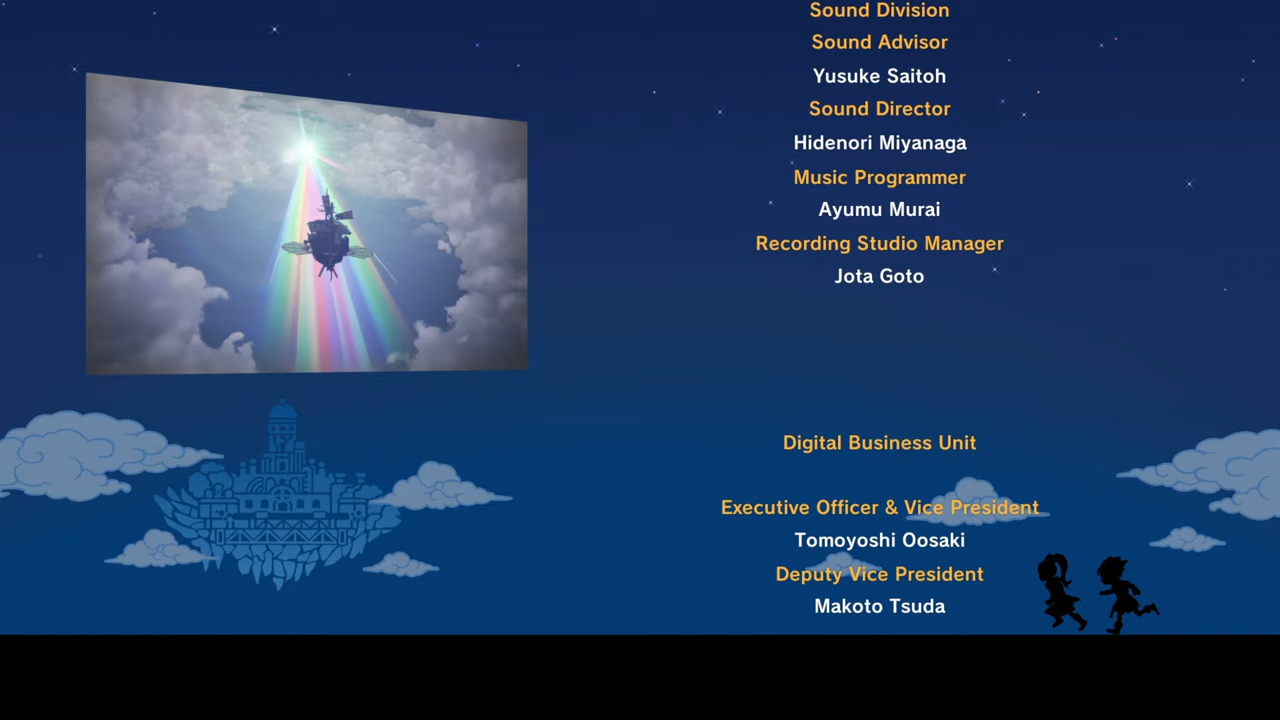 Sound Division
Sound Advisor
Yusuke Saitoh
Sound Director
Hidenori Miyanaga
Music Programmer
Ayumu Murai
Recording Studio Manager
Jota Goto
Digital Business Unit
Executive Officer & Vice President
Tomoyoshi Oosaki
Deputy Vice President
Makoto Tsuda